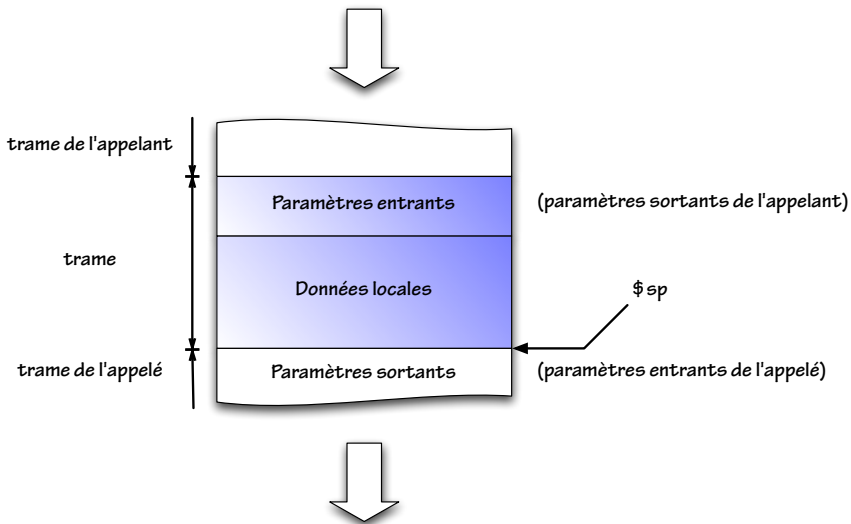 trame de l'appelant
Paramètres entrants
(paramètres sortants de l'appelant)
trame
Données locales
$sp
trame de l'appelé
Paramètres sortants
(paramètres entrants de l'appelé)